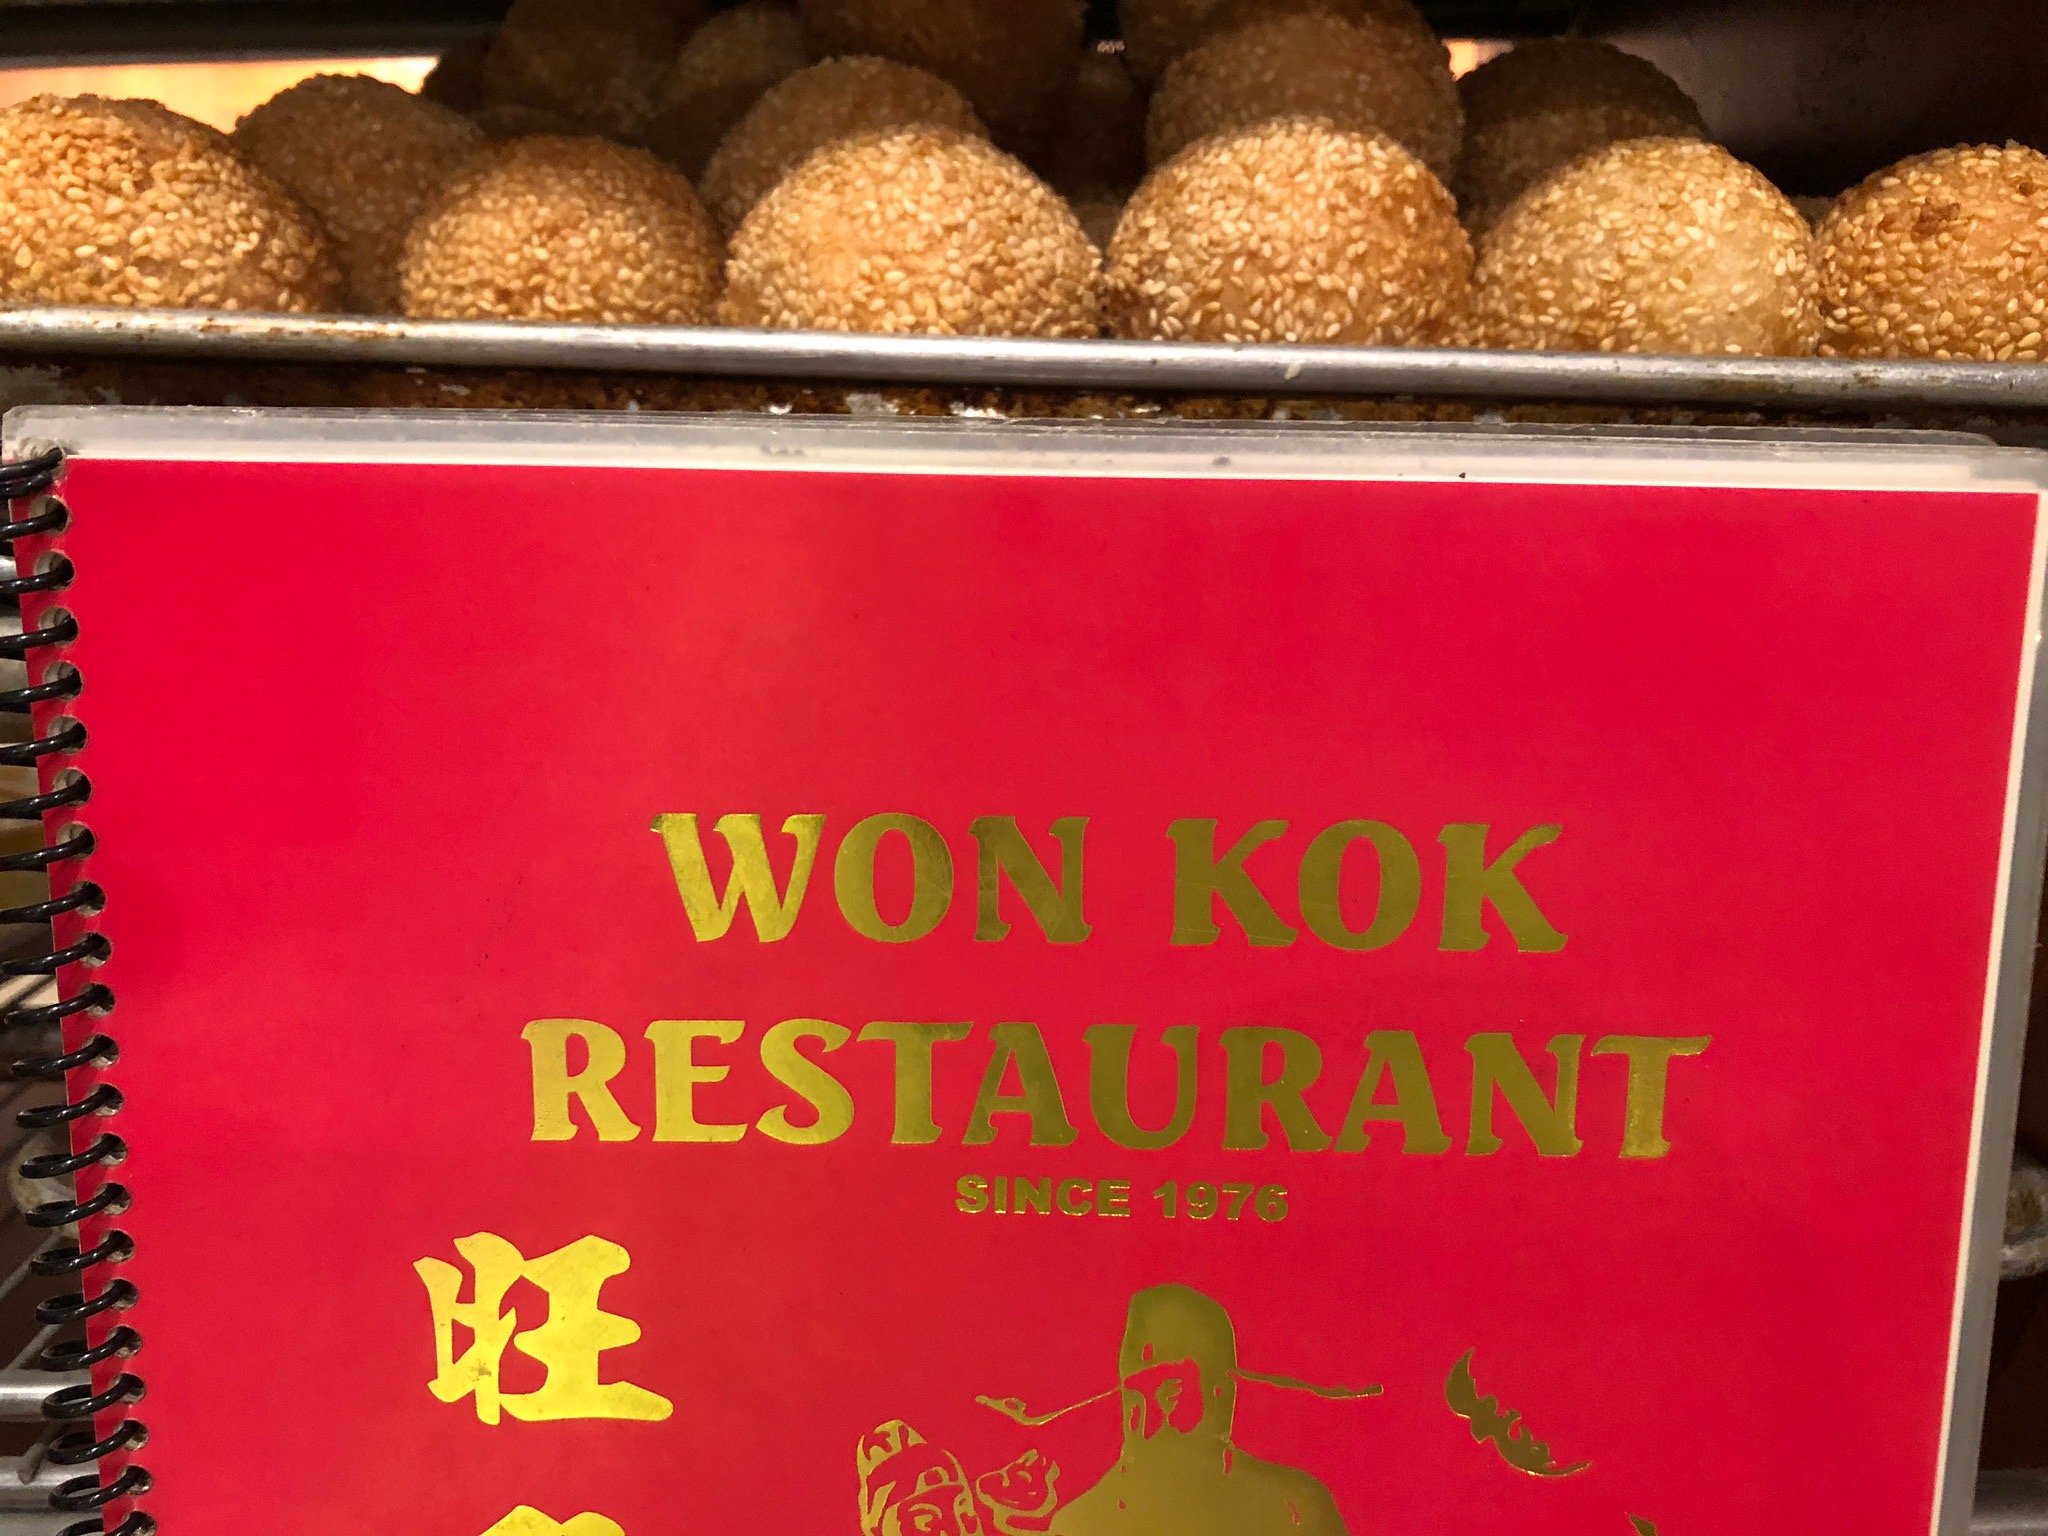 WON KOK
RESTAURANT
SINCE 1976
旺